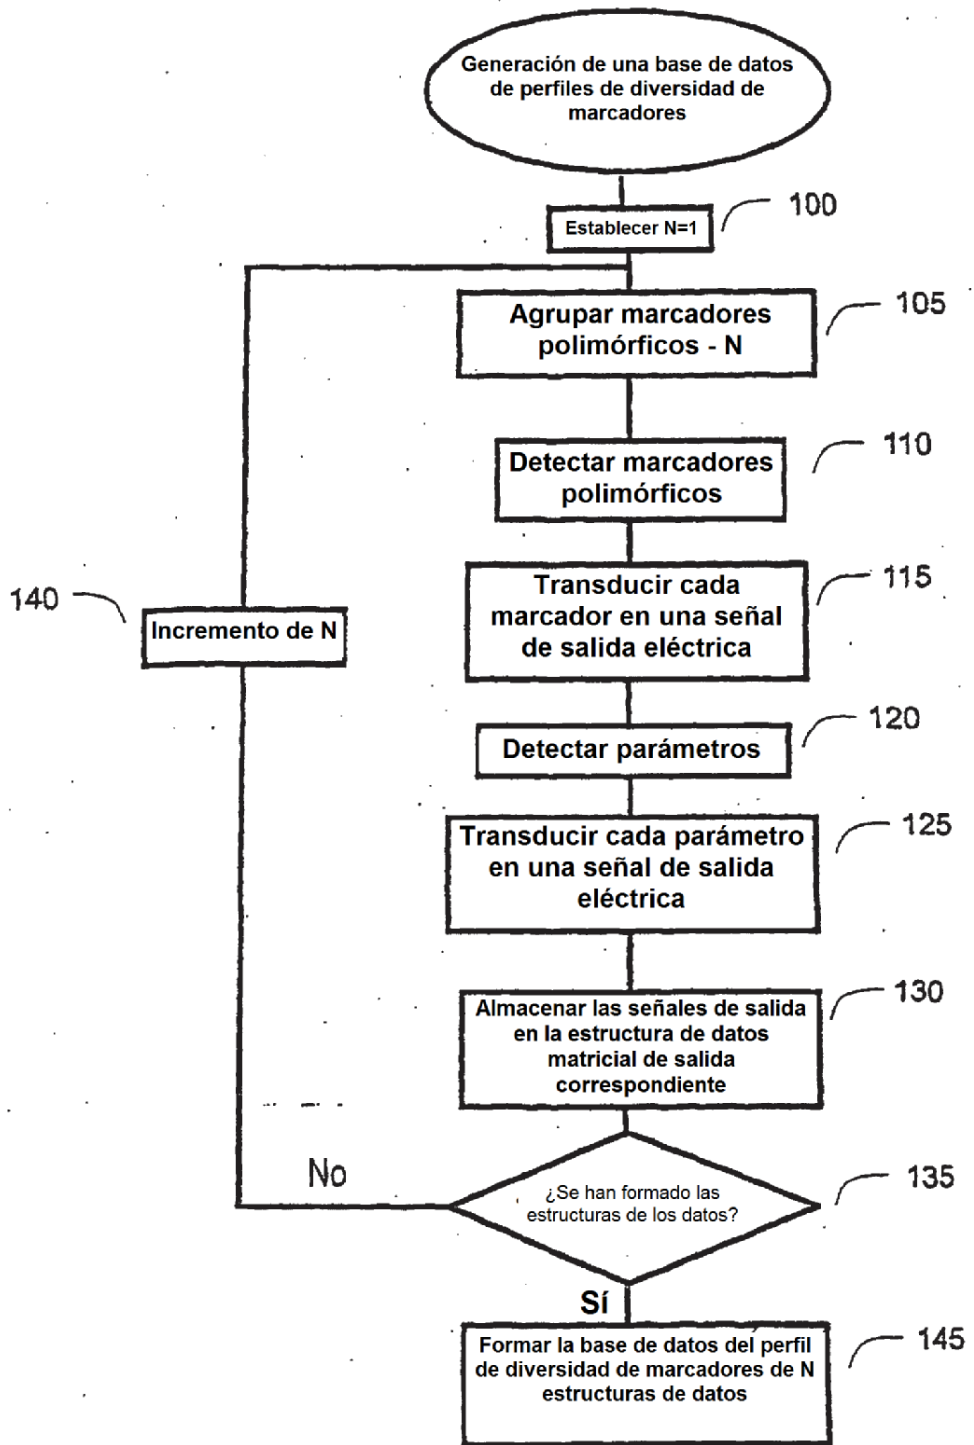 Generación de una base de datos
de perfiles de diversidad de
marcadores
100
Establecer N=1
105
Agrupar marcadores
polimórficos - N
110
Detectar marcadores
polimórficos
115
Transducir cada
marcador en una señal
de salida eléctrica
140
Incremento de N
120
Detectar parámetros
125
Transducir cada parámetro
en una señal de salida
eléctrica
130
Almacenar las señales de salida
en la estructura de datos
matricial de salida
correspondiente
No
135
¿Se han formado las
estructuras de los datos?
Sí
145
Formar la base de datos del perfil
de diversidad de marcadores de N
estructuras de datos